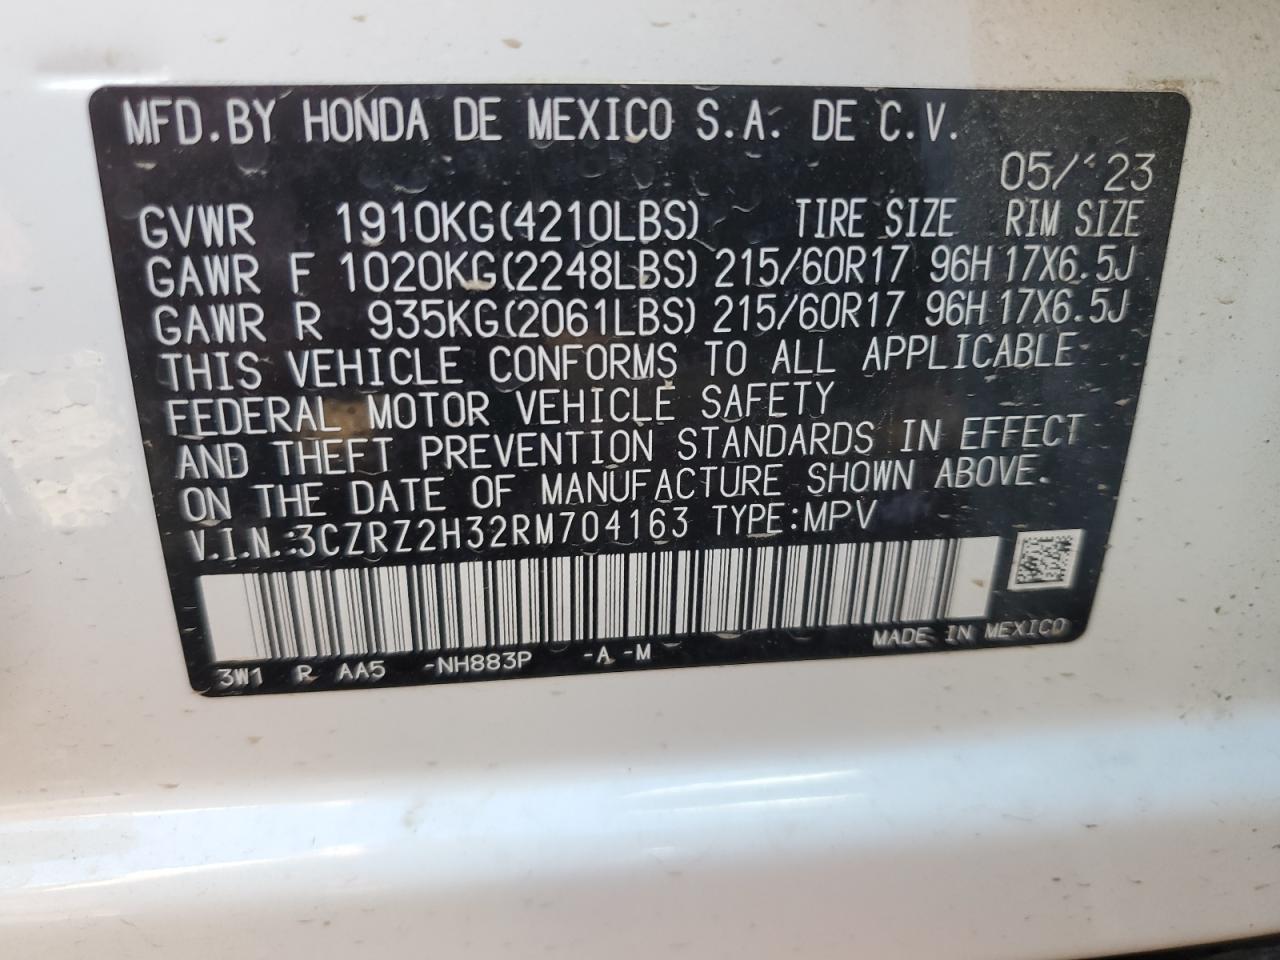 MFD.BY HONDA DE MEXICO S.A. DE C.V.
05/'23
GVWR 1910KG(4210LBS) TIRE SIZE RIM SIZE
GAWR F 1020KG(2248LBS) 215/60R17 96H 17X6.5J
GAWR R 935KG(2061LBS) 215/60R17 96H 17X6.5J
THIS VEHICLE CONFORMS TO ALL APPLICABLE
FEDERAL MOTOR VEHICLE SAFETY
AND THEFT PREVENTION STANDARDS IN EFFECT
ON THE DATE OF MANUFACTURE SHOWN ABOVE.
V.I.N.:3CZRZ2H32RM704163 TYPE:MPV
3W1 R AA5 -NH883P -A -M MADE IN MEXICO